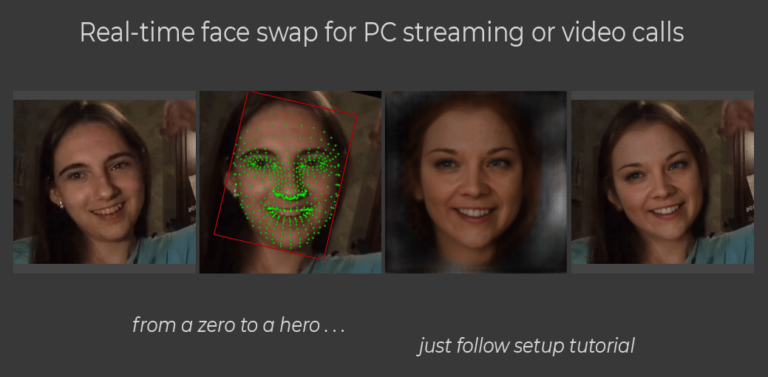 Real-time face swap for PC streaming or video calls
from a zero to a hero . . .
just follow setup tutorial